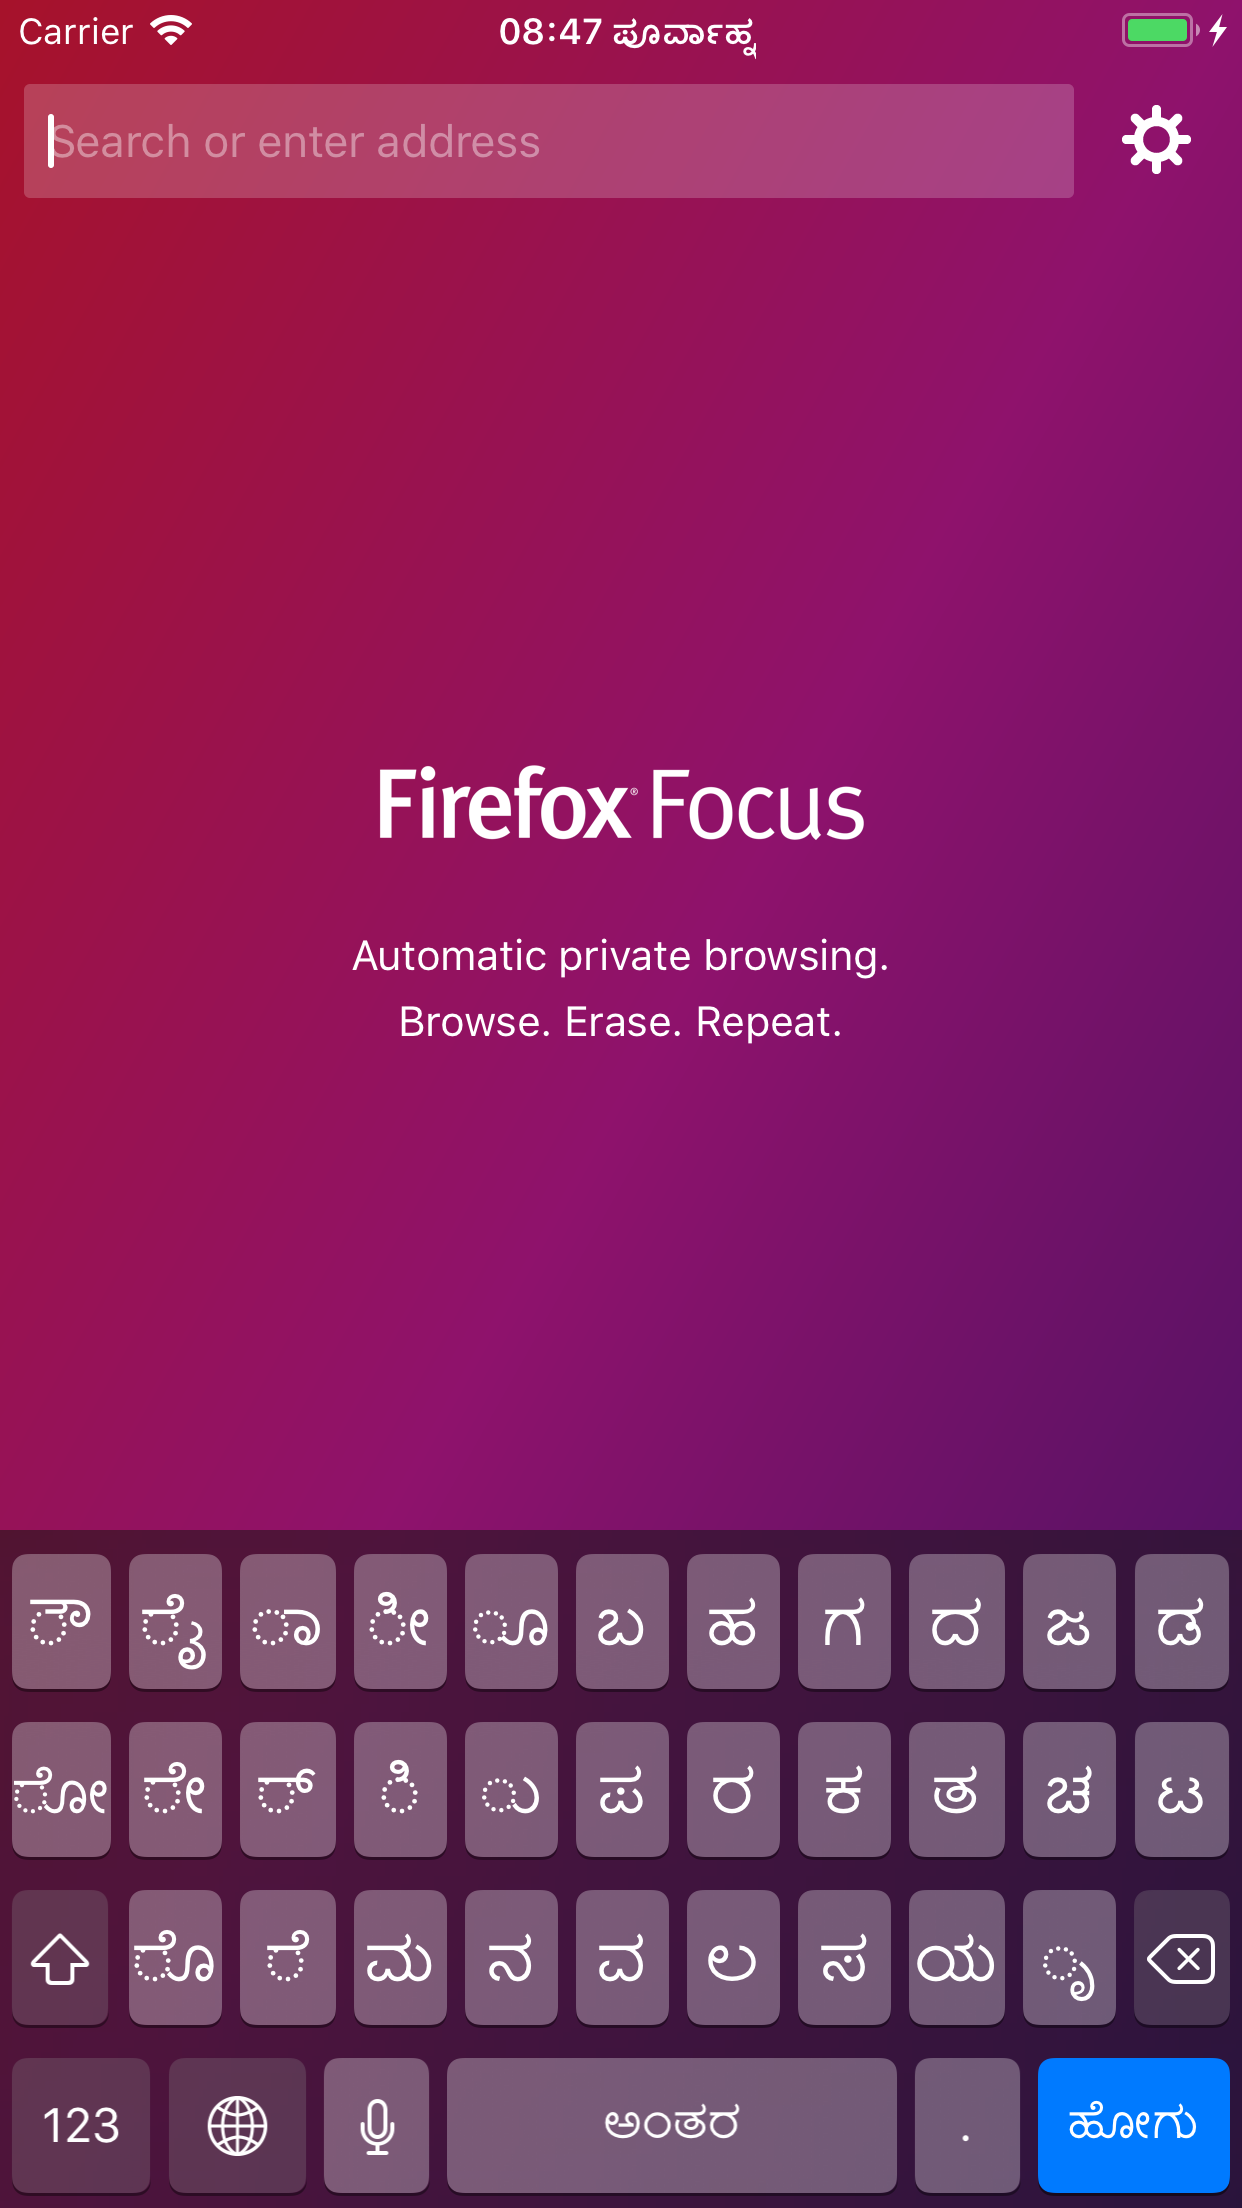 Carrier 08:47 ಪೂರ್ವಾಹ್ನ
Search or enter address
Firefox® Focus
Automatic private browsing.
Browse. Erase. Repeat.
ೌ ೈ ಾ ೀ ೂ ಬ ಹ ಗ ದ ಜ ಡ
ೋ ೇ ್ ಿ ು ಪ ರ ಕ ತ ಚ ಟ
ೊ ೆ ಮ ನ ವ ಲ ಸ ಯ ೃ
123 ಅಂತರ . ಹೋಗು